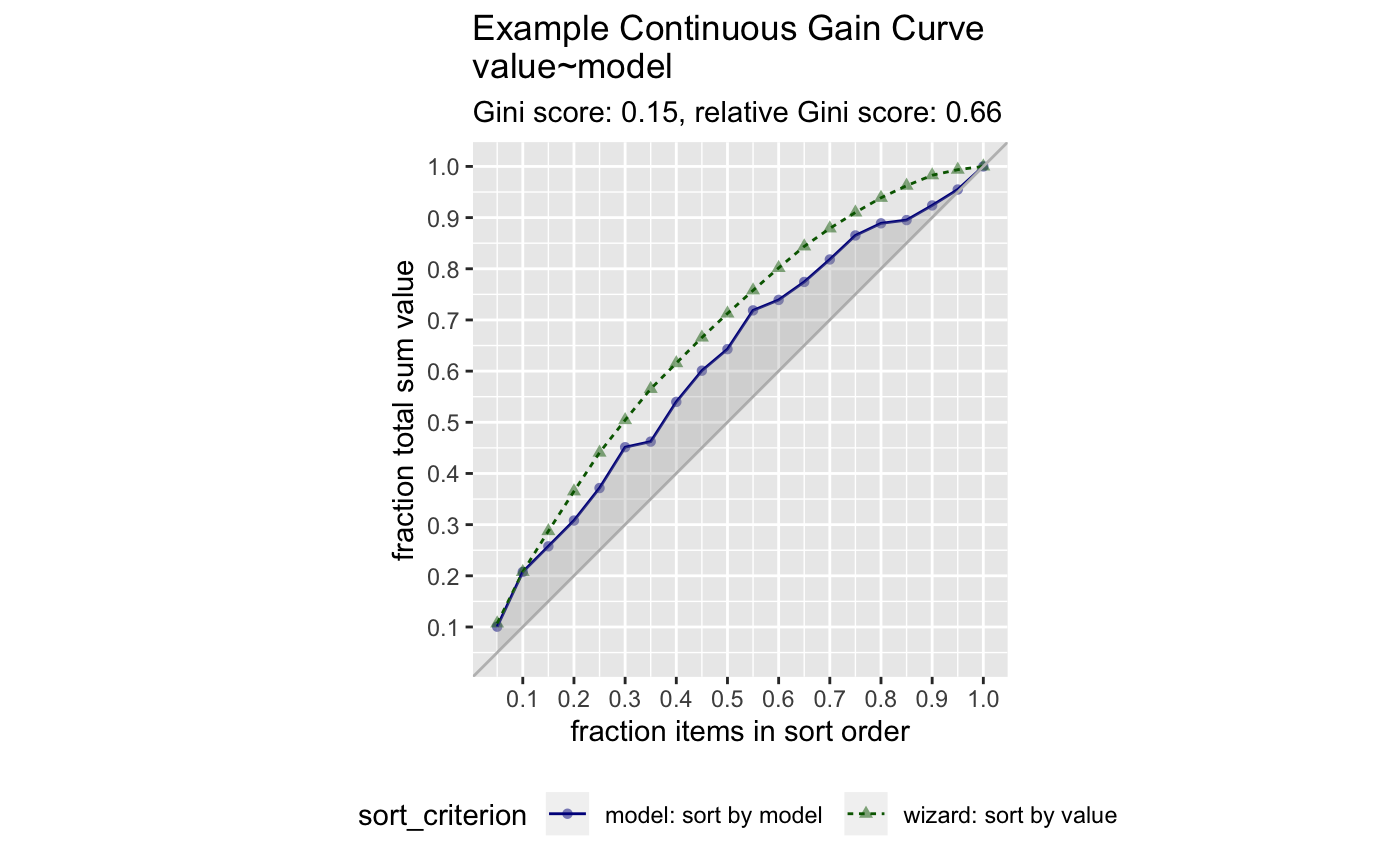 Example Continuous Gain Curve
value~model
Gini score: 0.15, relative Gini score: 0.66
fraction total sum value
1.0
0.9
0.8
0.7
0.6
0.5
0.4
0.3
0.2
0.1
0.1 0.2 0.3 0.4 0.5 0.6 0.7 0.8 0.9 1.0
fraction items in sort order
sort_criterion model: sort by model wizard: sort by value